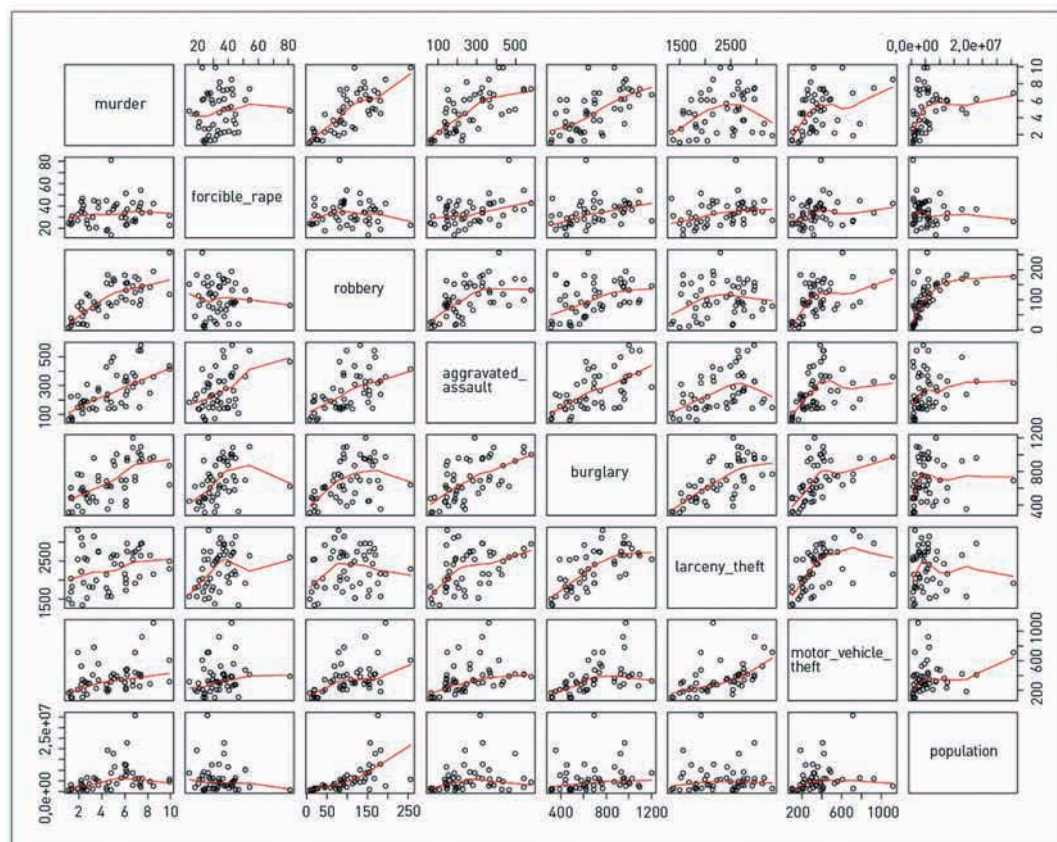 20 40 60 80
100 300 500
1500 2500
0,0e+00 2,0e+07
murder
2 4 6 8 10
20 40 60 80
forcible_rape
robbery
0 100 200
100 300 500
aggravated_
assault
burglary
400 800 1200
1500 25500
larceny_theft
motor_vehicle_
theft
200 600 1000
0,0e+00 2,5e+07
population
2 4 6 8 10
0 50 150 250
400 800 1200
200 600 1000